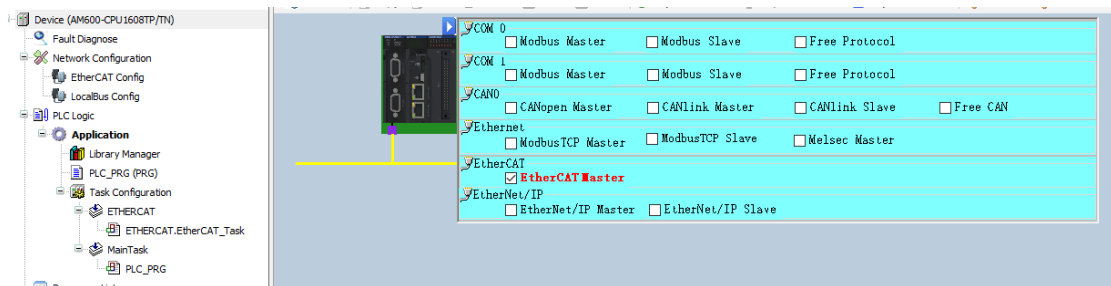 Device (AM600-CPU1608TP/TN)
Fault Diagnose
Network Configuration
EtherCAT Config
LocalBus Config
PLC Logic
Application
Library Manager
PLC_PRG (PRG)
Task Configuration
ETHERCAT
ETHERCAT.EtherCAT_Task
MainTask
PLC_PRG
COM 0
Modbus Master Modbus Slave Free Protocol
COM 1
Modbus Master Modbus Slave Free Protocol
CAN0
CANopen Master CANlink Master CANlink Slave Free CAN
Ethernet
ModbusTCP Master ModbusTCP Slave Melsec Master
EtherCAT
EtherCAT Master
EtherNet/IP
EtherNet/IP Master EtherNet/IP Slave